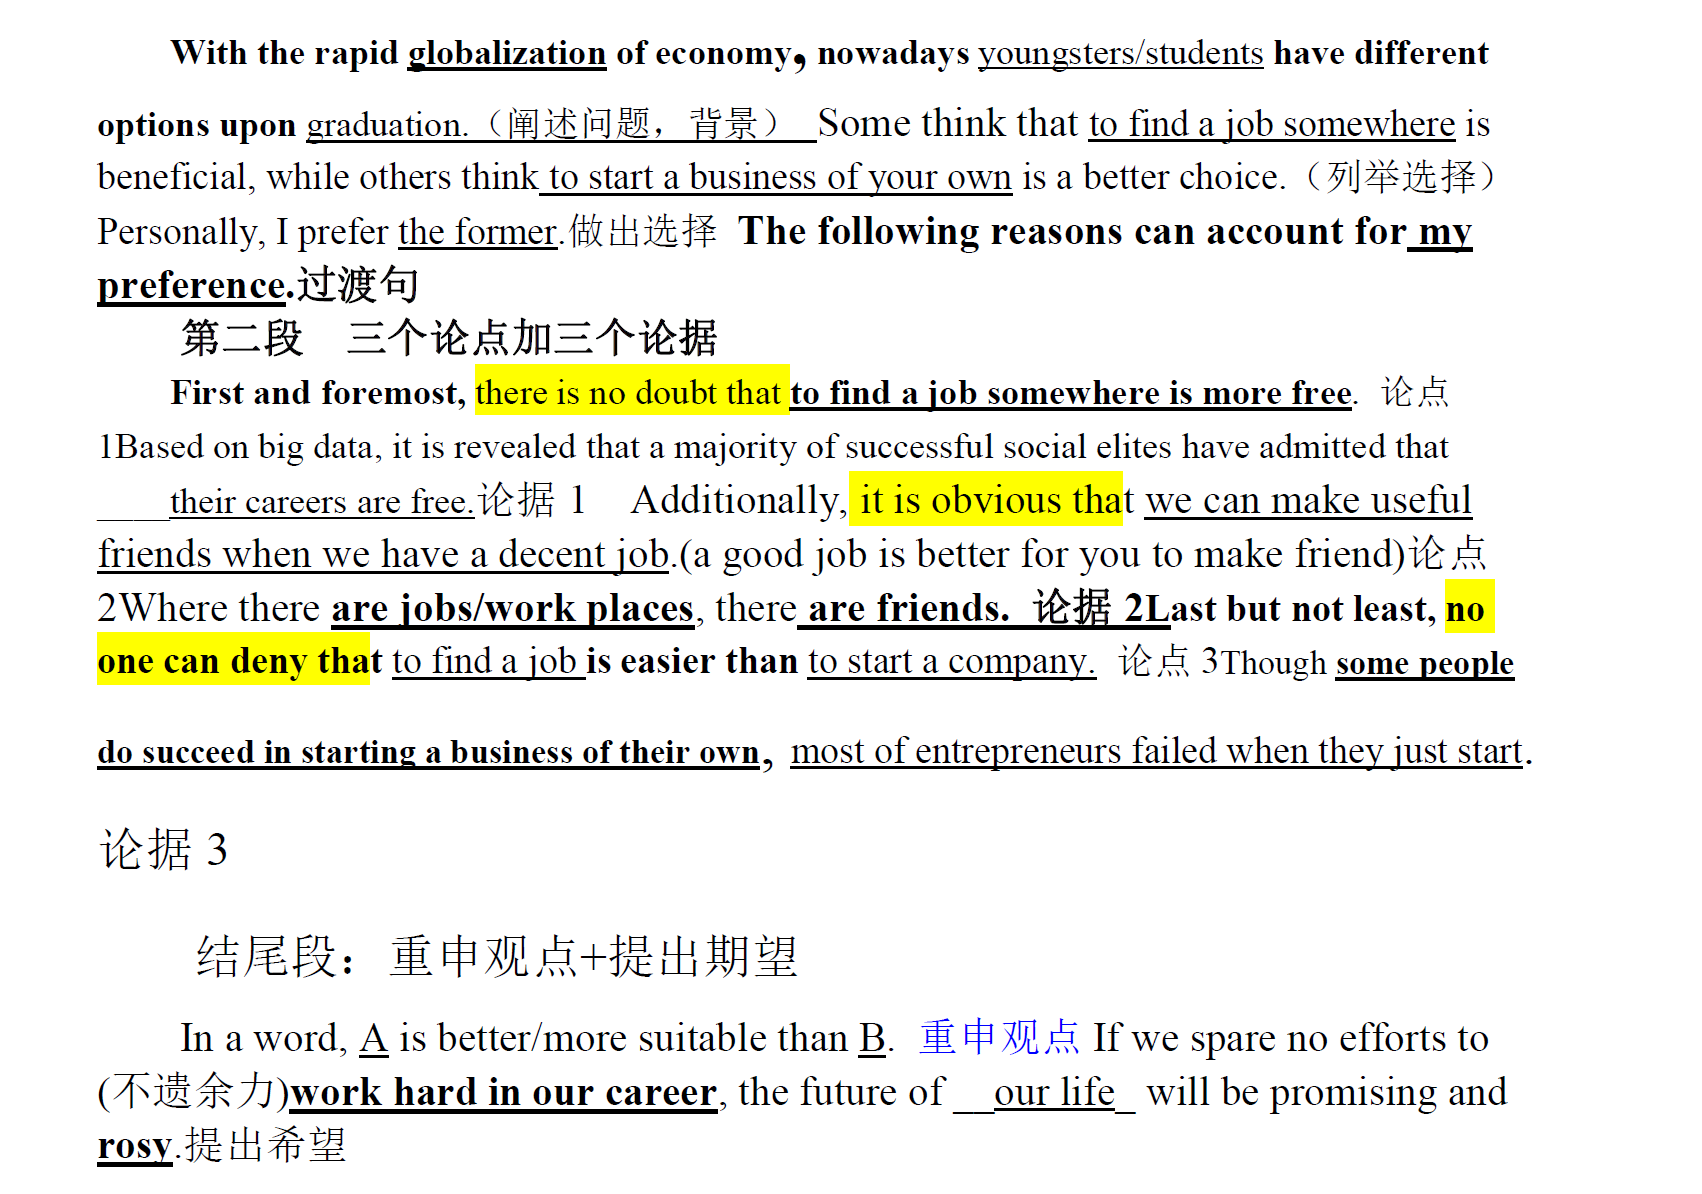 With the rapid globalization of economy, nowadays youngsters/students have different
options upon graduation.（阐述问题，背景） Some think that to find a job somewhere is
beneficial, while others think to start a business of your own is a better choice.（列举选择）
Personally, I prefer the former.做出选择 The following reasons can account for my
preference.过渡句
第二段 三个论点加三个论据
First and foremost, there is no doubt that to find a job somewhere is more free. 论点
1Based on big data, it is revealed that a majority of successful social elites have admitted that
____their careers are free.论据 1 Additionally, it is obvious that we can make useful
friends when we have a decent job.(a good job is better for you to make friend)论点
2Where there are jobs/work places, there are friends. 论据 2Last but not least, no
one can deny that to find a job is easier than to start a company. 论点 3Though some people
do succeed in starting a business of their own, most of entrepreneurs failed when they just start.
论据 3
结尾段：重申观点+提出期望
In a word, A is better/more suitable than B. 重申观点 If we spare no efforts to
(不遗余力)work hard in our career, the future of __our life_ will be promising and
rosy.提出希望